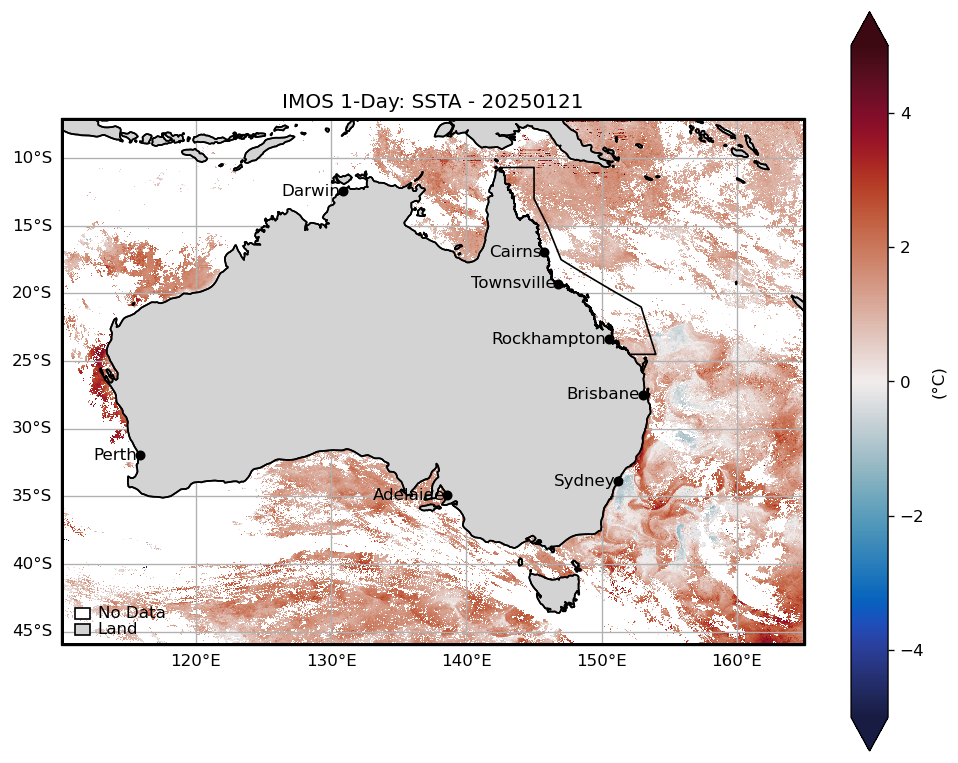 IMOS 1-Day: SSTA - 20250121
10°S
15°S
20°S
25°S
30°S
35°S
40°S
45°S
Darwin
Cairns
Townsville
Rockhampton
Brisbane
Perth
Sydney
Adelaide
No Data
Land
120°E
130°E
140°E
150°E
160°E
4
2
0
−2
−4
(°C)